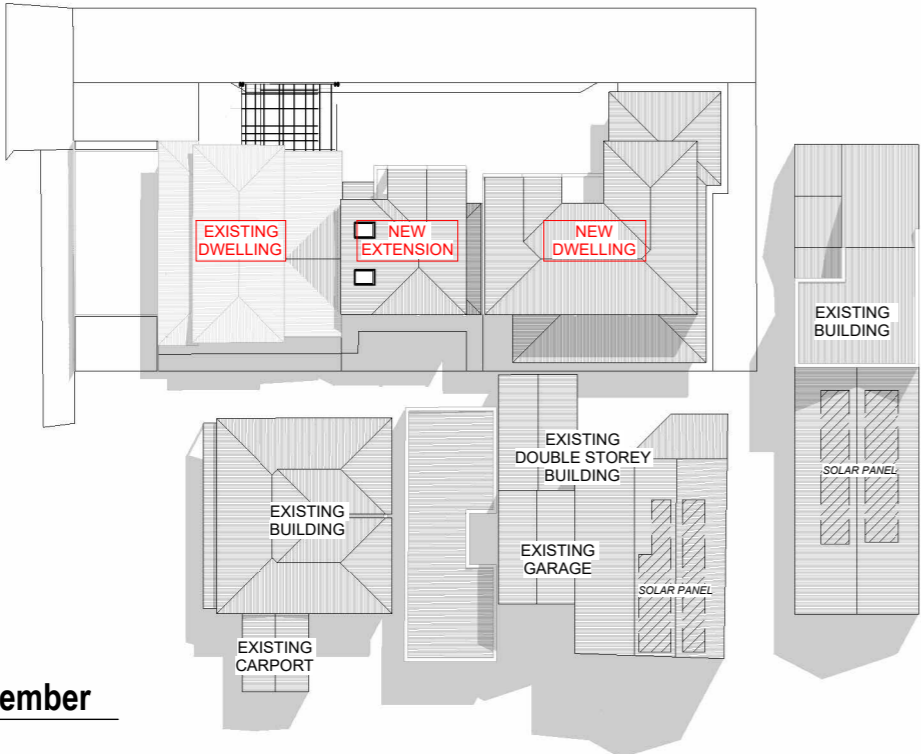 EXISTING
DWELLING
NEW
EXTENSION
NEW
DWELLING
EXISTING
BUILDING
SOLAR PANEL
EXISTING
DOUBLE STOREY
BUILDING
EXISTING
BUILDING
EXISTING
GARAGE
SOLAR PANEL
EXISTING
CARPORT
ember